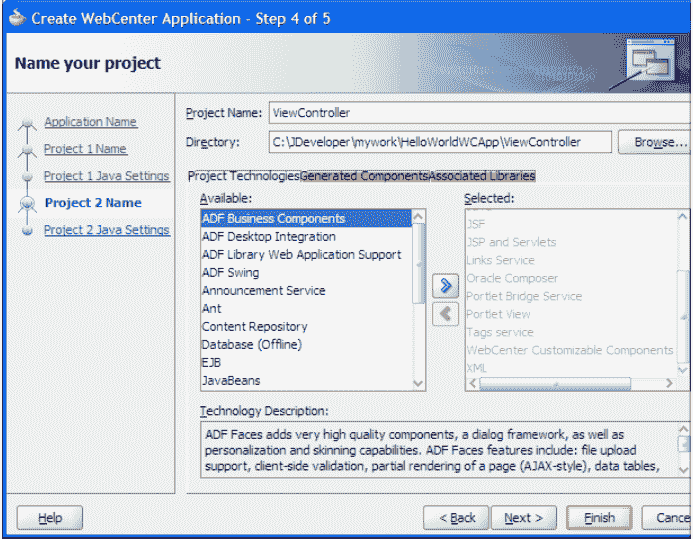 Create WebCenter Application - Step 4 of 5
Name your project
Application Name
Project 1 Name
Project 1 Java Settings
Project 2 Name
Project 2 Java Settings
Project Name: ViewController
Directory: C:\JDeveloper\mywork\HelloWorldWCApp\ViewController Browse...
Project Technologies Generated Components Associated Libraries
Available:
ADF Business Components
ADF Desktop Integration
ADF Library Web Application Support
ADF Swing
Announcement Service
Ant
Content Repository
Database (Offline)
EJB
JavaBeans
Selected:
JSF
JSP and Servlets
Links Service
Oracle Composer
Portlet Bridge Service
Portlet View
Tags service
WebCenter Customizable Components
XML
Technology Description:
ADF Faces adds very high quality components, a dialog framework, as well as
personalization and skinning capabilities. ADF Faces features include: file upload
support, client-side validation, partial rendering of a page (AJAX-style), data tables,
Help < Back Next > Finish Cance